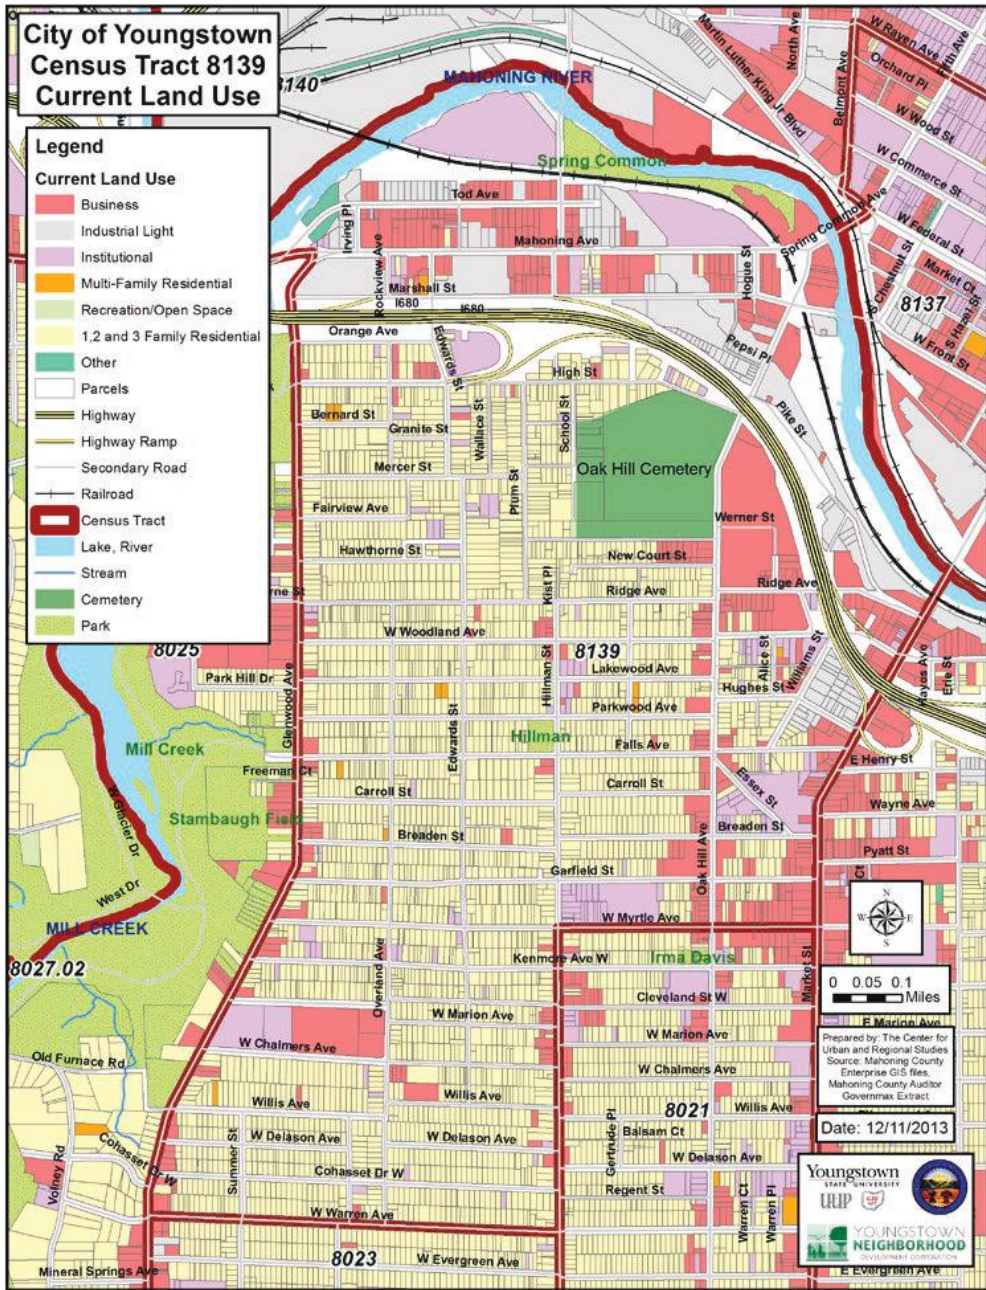 City of Youngstown
Census Tract 8139
Current Land Use
8140
MAHONING RIVER
Legend
Current Land Use
Business
Industrial Light
Institutional
Multi-Family Residential
Recreation/Open Space
1,2 and 3 Family Residential
Other
Parcels
Highway
Highway Ramp
Secondary Road
Railroad
Census Tract
Lake, River
Stream
Cemetery
Park
Martin Luther King Jr Blvd
North Ave
Belmont Ave
W Rayen Ave
Fifth Ave
Orchard Pl
W Wood St
W Commerce St
W Federal St
Spring Common
Spring Common Ave
Market Ct
S Chestnut St
S Hazel St
8137
W Front St
Tod Ave
Irving Pl
Mahoning Ave
Rockview Ave
Marshall St
Hogue St
I680
I680
Orange Ave
Edwards St
Pepsi Pl
High St
Pike St
Bernard St
Granite St
Wallace St
School St
Mercer St
Plum St
Oak Hill Cemetery
Fairview Ave
Werner St
Hawthorne St
New Court St
Kist Pl
Ridge Ave
Ridge Ave
rne St
W Woodland Ave
8025
8139
Lakewood Ave
Alice St
Williams St
Hayes Ave
Erie St
Park Hill Dr
Glenwood Ave
Hillman St
Hughes St
Parkwood Ave
Edwards St
Mill Creek
Hillman
Falls Ave
E Henry St
Freeman Ct
Carroll St
Carroll St
Essex St
W Glacier Dr
Stambaugh Field
Wayne Ave
Breaden St
Breaden St
Pyatt St
Garfield St
Oak Hill Ave
Ct
West Dr
MILL CREEK
W Myrtle Ave
8027.02
Kenmore Ave W
Irma Davis
Market St
Overland Ave
Cleveland St W
W Marion Ave
W Marion Ave
E Marion Ave
W Chalmers Ave
W Chalmers Ave
Old Furnace Rd
Willis Ave
Willis Ave
8021
Willis Ave
Gertrude Pl
Balsam Ct
W Delason Ave
W Delason Ave
W Delason Ave
Volney Rd
Cohasset Dr W
Summer St
Cohasset Dr W
Regent St
Warren Ct
Warren Pl
W Warren Ave
8023
W Evergreen Ave
E Evergreen Ave
Mineral Springs Ave
N
W
E
S
0 0.05 0.1
Miles
Prepared by: The Center for
Urban and Regional Studies
Source: Mahoning County
Enterprise GIS files,
Mahoning County Auditor
Governmax Extract
Date: 12/11/2013
Youngstown
STATE UNIVERSITY
UUP
YOUNGSTOWN
NEIGHBORHOOD
DEVELOPMENT CORPORATION